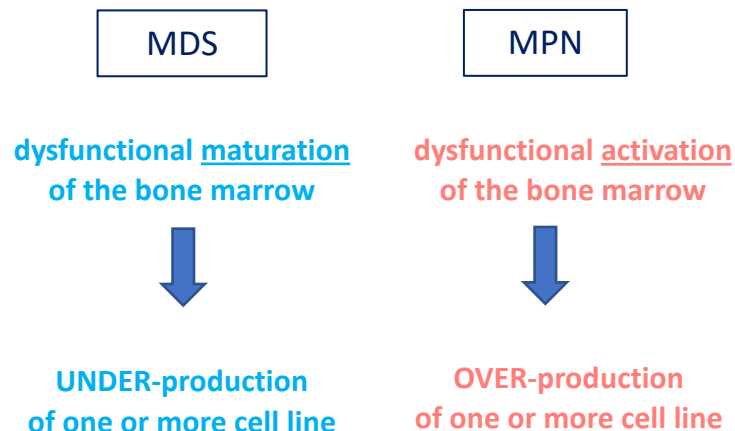 MDS
dysfunctional maturation
of the bone marrow
UNDER-production
of one or more cell line
MPN
dysfunctional activation
of the bone marrow
OVER-production
of one or more cell line